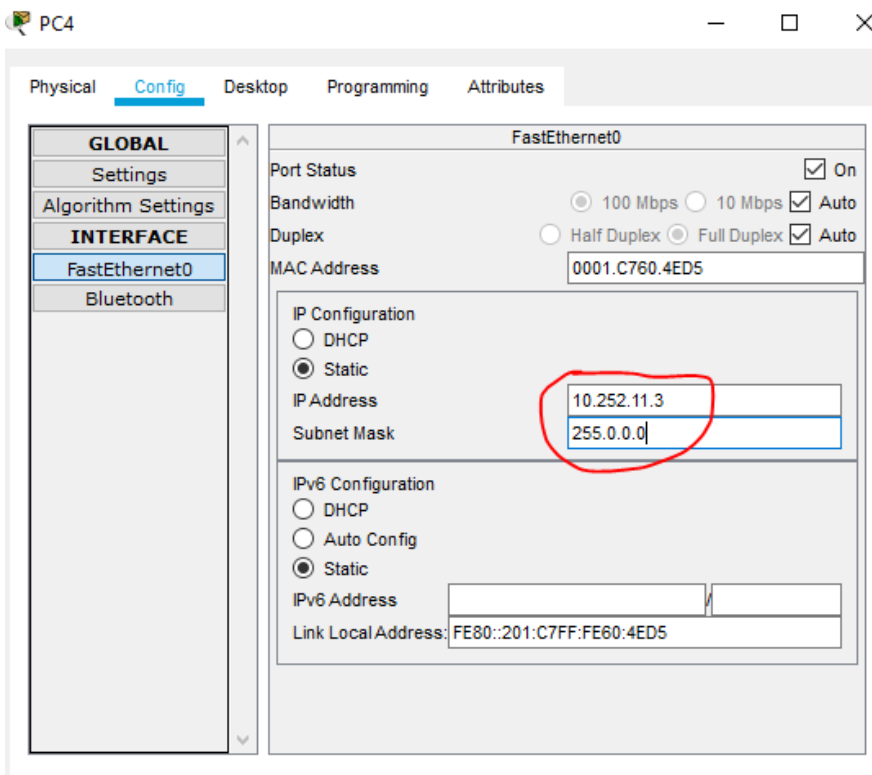 PC4
Physical Config Desktop Programming Attributes
GLOBAL
Settings
Algorithm Settings
INTERFACE
FastEthernet0
Bluetooth
FastEthernet0
Port Status On
Bandwidth 100 Mbps 10 Mbps Auto
Duplex Half Duplex Full Duplex Auto
MAC Address 0001.C760.4ED5
IP Configuration
DHCP
Static
IP Address 10.252.11.3
Subnet Mask 255.0.0.0
IPv6 Configuration
DHCP
Auto Config
Static
IPv6 Address /
Link Local Address: FE80::201:C7FF:FE60:4ED5